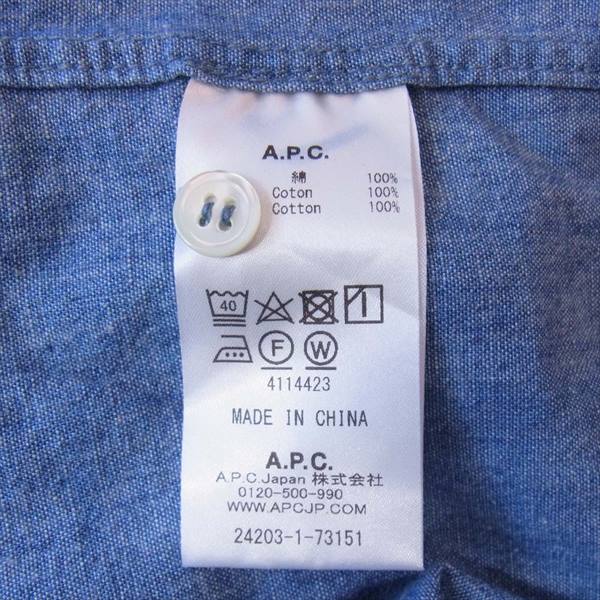 A.P.C.
綿 100%
Coton 100%
Cotton 100%
40
F W
4114423
MADE IN CHINA
A.P.C.
A.P.C.Japan 株式会社
0120-500-990
WWW.APCJP.COM
24203-1-73151